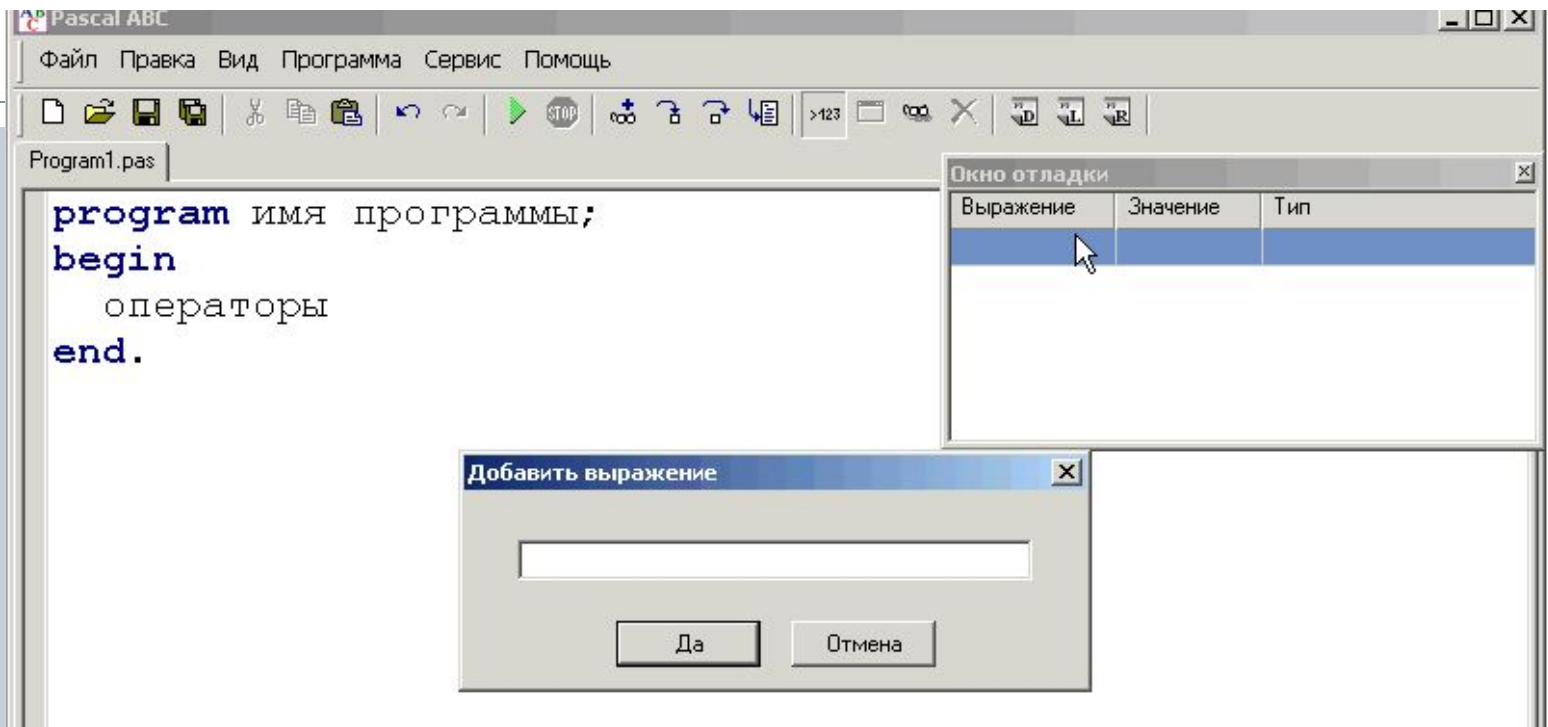 Pascal ABC
Файл Правка Вид Программа Сервис Помощь
STOP >123 D L R
Program1.pas
Окно отладки
Выражение Значение Тип
program имя программы;
begin
операторы
end.
Добавить выражение
Да Отмена